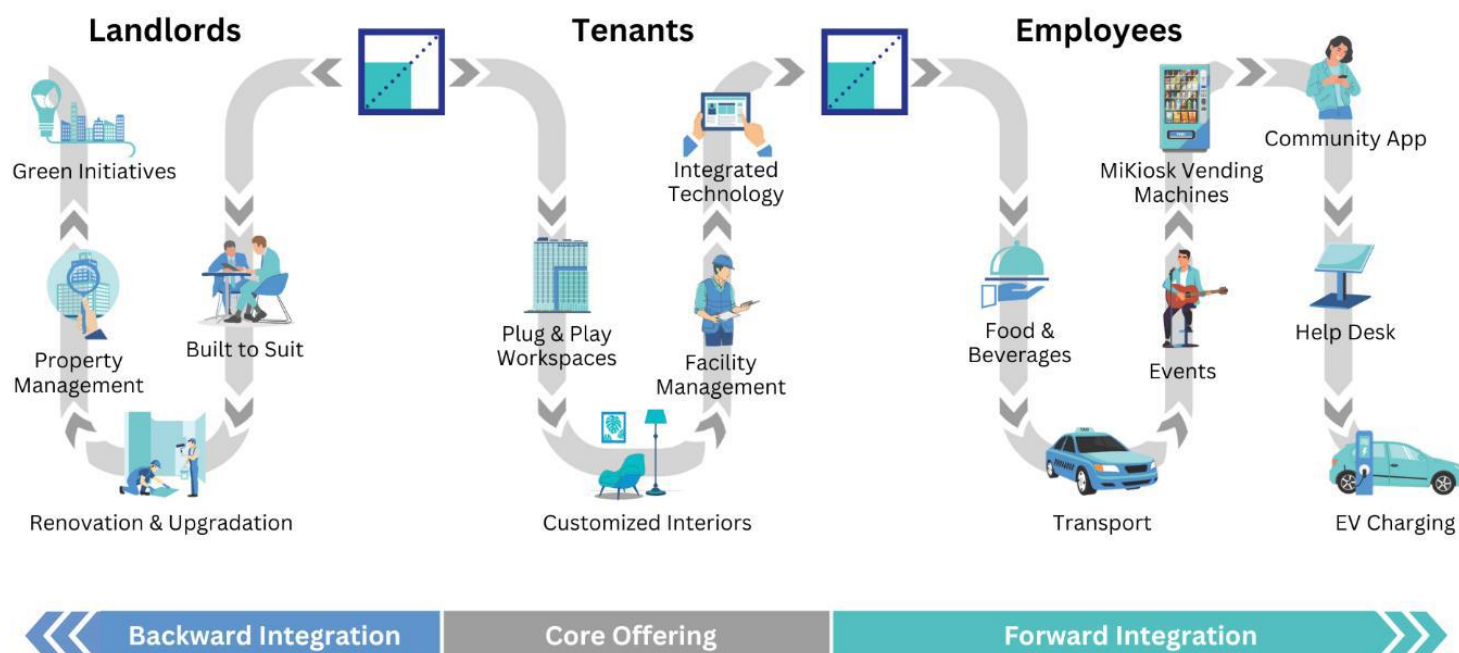 Landlords
Tenants
Employees
Green Initiatives
Property
Management
Built to Suit
Renovation & Upgradation
Plug & Play
Workspaces
Customized Interiors
Facility
Management
Integrated
Technology
Food &
Beverages
Transport
Events
MiKiosk Vending
Machines
Community App
Help Desk
EV Charging
Backward Integration
Core Offering
Forward Integration